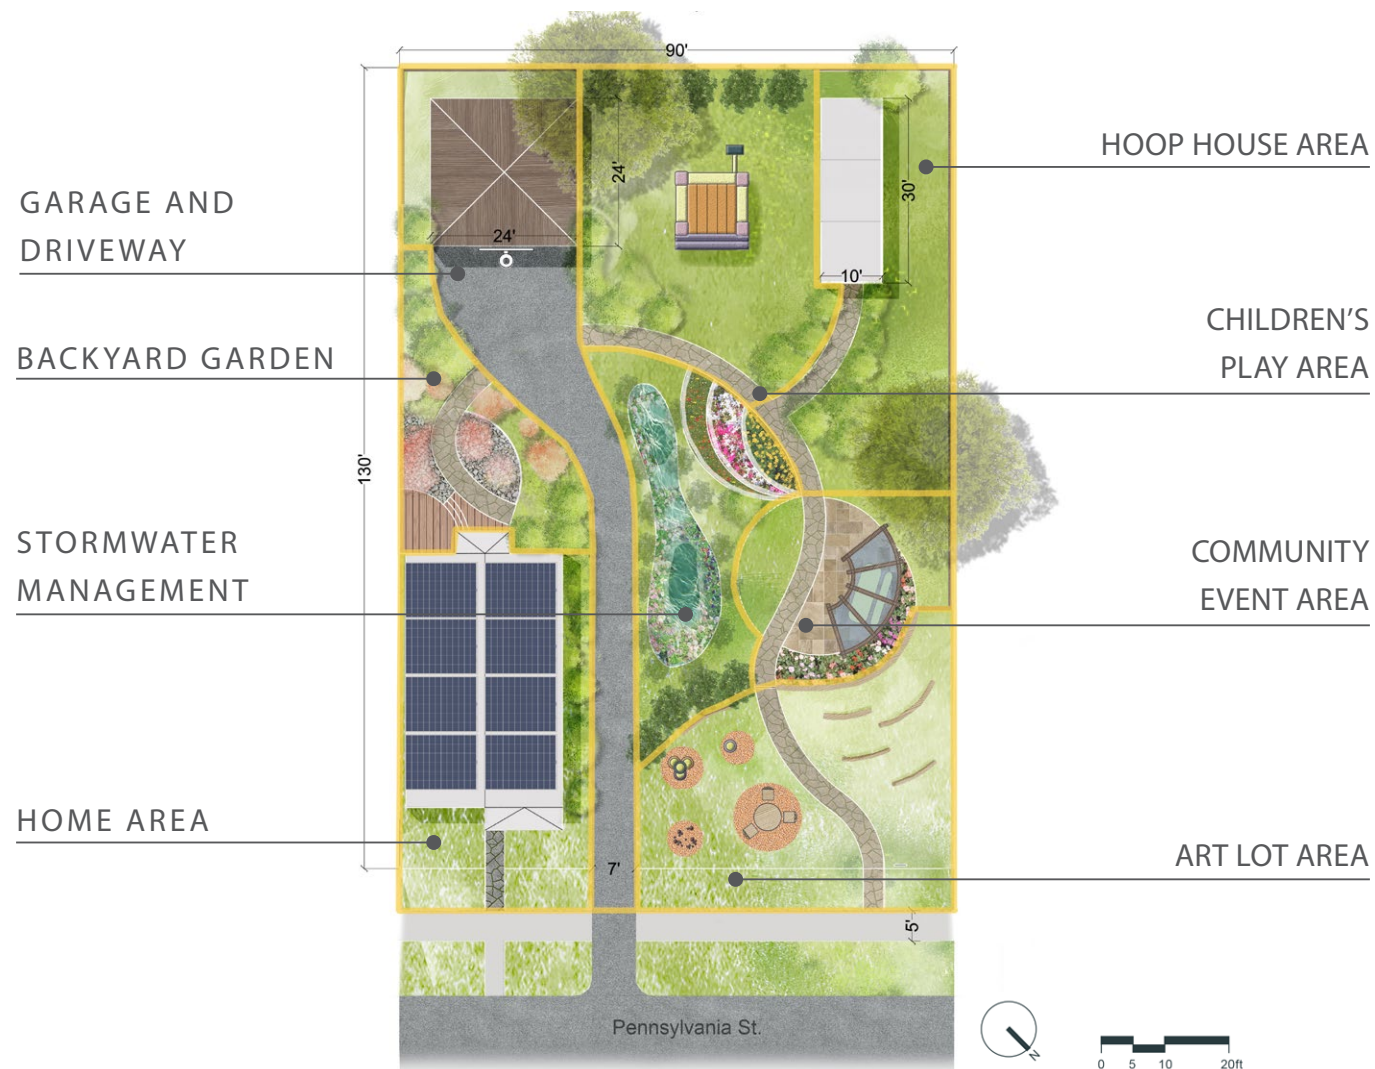 90'
HOOP HOUSE AREA
GARAGE AND
DRIVEWAY
24'
24'
30'
10'
CHILDREN'S
PLAY AREA
BACKYARD GARDEN
130'
STORMWATER
MANAGEMENT
COMMUNITY
EVENT AREA
HOME AREA
ART LOT AREA
7'
5'
Pennsylvania St.
N
0 5 10 20ft